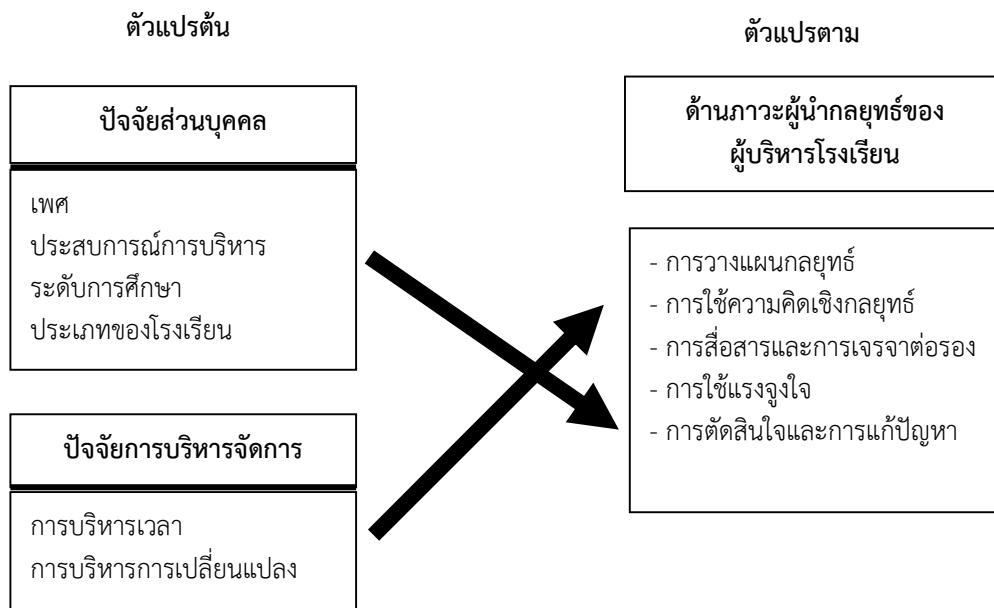 ตัวแปรต้น
ปัจจัยส่วนบุคคล
เพศ
ประสบการณ์การบริหาร
ระดับการศึกษา
ประเภทของโรงเรียน
ปัจจัยการบริหารจัดการ
การบริหารเวลา
การบริหารการเปลี่ยนแปลง
ตัวแปรตาม
ด้านภาวะผู้นำกลยุทธ์ของ
ผู้บริหารโรงเรียน
- การวางแผนกลยุทธ์
- การใช้ความคิดเชิงกลยุทธ์
- การสื่อสารและการเจรจาต่อรอง
- การใช้แรงจูงใจ
- การตัดสินใจและการแก้ปัญหา